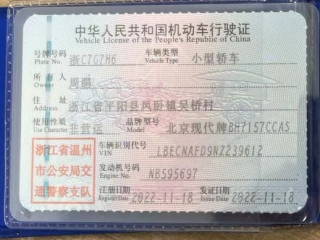 中华人民共和国机动车行驶证
Vehicle License of the People's Republic of China
号牌号码 浙C7G7H6 车辆类型 小型轿车
Plate No. Vehicle Type
所有人
Owner
住址 浙江省平阳县凤卧镇吴桥村
Address
使用性质 非营运 品牌型号 北京现代牌BH7157CCAS
Use Character Model
浙江省温州
市公安局交
通警察支队
车辆识别代号 LBECNAFD9NZ239612
VIN
发动机号码 NB595697
Engine No.
注册日期 2022-11-18 发证日期 2022-11-18
Register Date Issue Date